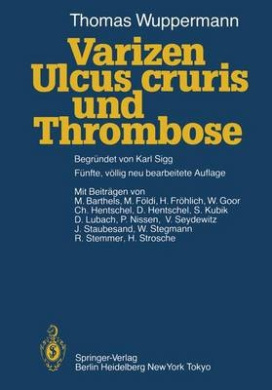 Thomas Wuppermann
Varizen
Ulcus cruris
und
Thrombose
Begründet von Karl Sigg
Fünfte, völlig neu bearbeitete Auflage
Mit Beiträgen von
M. Barthels, M. Földi, H. Fröhlich, W. Goor
Ch. Hentschel, D. Hentschel, S. Kubik
D. Lubach, P. Nissen, V. Seydewitz
J. Staubesand, W. Stegmann
R. Stemmer, H. Strosche
Springer-Verlag
Berlin Heidelberg New York Tokyo